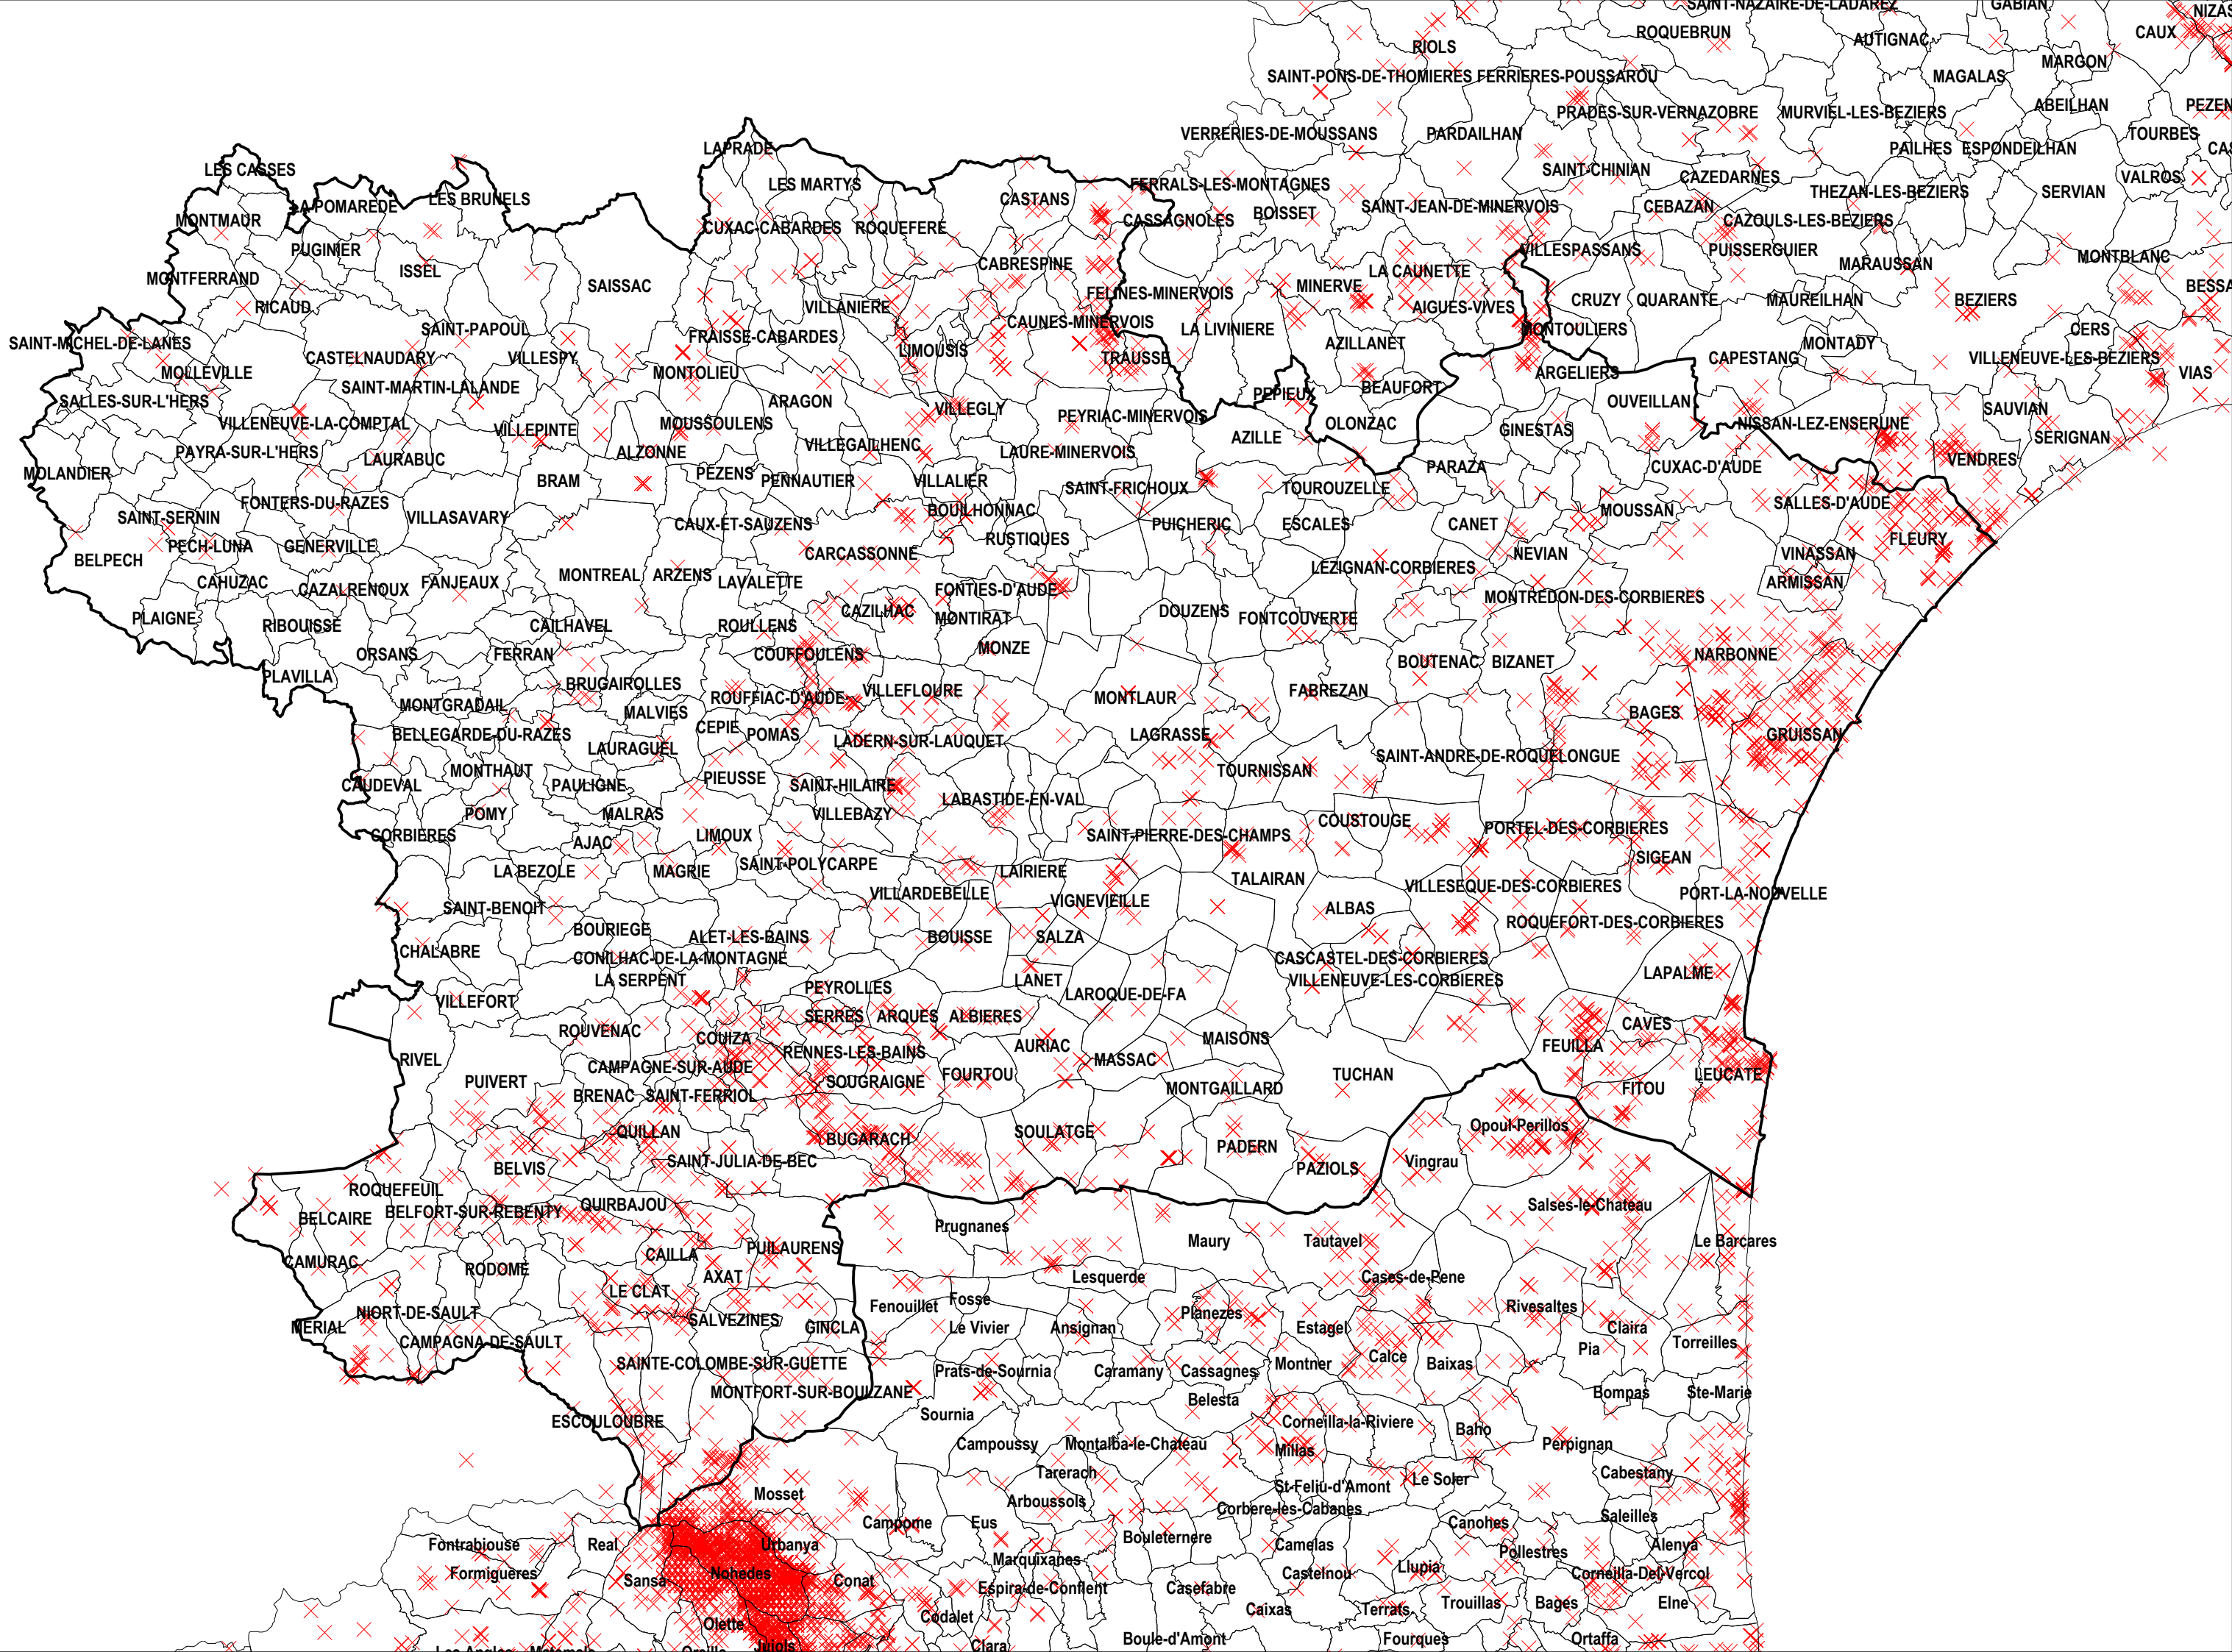 SAINT-NAZAIRE-DE-LADAREZ
GABIAN
RIOLS
ROQUEBRUN
AUTIGNAC
CAUX
MARGON
SAINT-PONS-DE-THOMIERES
FERRIERES-POUSSAROU
MAGALAS
PRADES-SUR-VERNAZOBRE
MURVIEL-LES-BEZIERS
ABEILHAN
VERRERIES-DE-MOUSSANS
PARDAILHAN
TOURBES
LAPRADE
PAILHES
ESPONDEILHAN
LES CASSES
SAINT-CHINIAN
CAZEDARNES
VALROS
LES MARTYS
FERRALS-LES-MONTAGNES
THEZAN-LES-BEZIERS
SERVIAN
LA POMAREDE
LES BRUNELS
CASTANS
BOISSET
SAINT-JEAN-DE-MINERVOIS
CEBAZAN
MONTMAUR
CUXAC-CABARDES
ROQUEFERE
CASSAGNOLES
CAZOULS-LES-BEZIERS
PUGINIER
VILLESPASSANS
PUISSERGUIER
MONTBLANC
MONTFERRAND
ISSEL
SAISSAC
CABRESPINE
LA CAUNETTE
MARAUSSAN
RICAUD
VILLANIERE
FELINES-MINERVOIS
MINERVE
AIGUES-VIVES
CRUZY
QUARANTE
MAUREILHAN
BEZIERS
SAINT-PAPOUL
FRAISSE-CABARDES
CAUNES-MINERVOIS
LA LIVINIERE
MONTOULIERS
CERS
SAINT-MICHEL-DE-LANES
CASTELNAUDARY
VILLESPY
LIMOUSIS
TRAUSSE
AZILLANET
CAPESTANG
MONTADY
VILLENEUVE-LES-BEZIERS
MOLLEVILLE
SAINT-MARTIN-LALANDE
MONTOLIEU
BEAUFORT
ARGELIERS
VIAS
SALLES-SUR-L'HERS
ARAGON
VILLEGLY
PEYRIAC-MINERVOIS
PEPIEUX
OUVEILLAN
SAUVIAN
VILLENEUVE-LA-COMPTAL
VILLEPINTE
MOUSSOULENS
OLONZAC
GINESTAS
NISSAN-LEZ-ENSERUNE
SERIGNAN
PAYRA-SUR-L'HERS
LAURABUC
ALZONNE
VILLEGAILHENC
LAURE-MINERVOIS
AZILLE
VENDRES
MOLANDIER
BRAM
PEZENS
PENNAUTIER
VILLALIER
SAINT-FRICHOUX
TOUROUZELLE
PARAZA
CUXAC-D'AUDE
FONTERS-DU-RAZES
BOUILHONNAC
MOUSSAN
SALLES-D'AUDE
SAINT-SERNIN
VILLASAVARY
CAUX-ET-SAUZENS
RUSTIQUES
PUICHERIC
ESCALES
CANET
PECH-LUNA
GENERVILLE
CARCASSONNE
NEVIAN
VINASSAN
FLEURY
BELPECH
CAHUZAC
CAZALRENOUX
FANJEAUX
MONTREAL
ARZENS
LAVALETTE
FONTIES-D'AUDE
LEZIGNAN-CORBIERES
MONTREDON-DES-CORBIERES
ARMISSAN
PLAIGNE
RIBOUISSE
CAILHAVEL
ROULLENS
CAZILHAC
MONTIRAT
DOUZENS
FONTCOUVERTE
ORSANS
FERRAN
COUFFOULENS
MONZE
BOUTENAC
BIZANET
NARBONNE
PLAVILLA
BRUGAIROLLES
ROUFFIAC-D'AUDE
VILLEFLOURE
MONTLAUR
FABREZAN
MONTGRADAIL
MALVIES
BAGES
BELLEGARDE-DU-RAZES
LAURAGUEL
CEPIE
POMAS
LADERN-SUR-LAUQUET
LAGRASSE
SAINT-ANDRE-DE-ROQUELONGUE
GRUISSAN
CAUDEVAL
MONTHAUT
PAULIGNE
PIEUSSE
SAINT-HILAIRE
TOURNISSAN
POMY
MALRAS
VILLEBAZY
LABASTIDE-EN-VAL
CORBIERES
AJAC
LIMOUX
SAINT-PIERRE-DES-CHAMPS
COUSTOUGE
PORTEL-DES-CORBIERES
LA BEZOLE
MAGRIE
SAINT-POLYCARPE
LAIRIERE
TALAIRAN
SIGEAN
SAINT-BENOIT
VILLARDEBELLE
VIGNEVIEILLE
VILLESEQUE-DES-CORBIERES
PORT-LA-NOUVELLE
BOURIEGE
ALBAS
ROQUEFORT-DES-CORBIERES
CHALABRE
ALET-LES-BAINS
BOUISSE
SALZA
CONILHAC-DE-LA-MONTAGNE
CASCASTEL-DES-CORBIERES
LA SERPENT
PEYROLLES
LANET
VILLENEUVE-LES-CORBIERES
LAPALME
VILLEFORT
LAROQUE-DE-FA
SERRES
ARQUES
ALBIERES
ROUVENAC
COUIZA
AURIAC
MAISONS
CAVES
RIVEL
RENNES-LES-BAINS
MASSAC
FEUILLA
PUIVERT
CAMPAGNE-SUR-AUDE
SOUGRAIGNE
FOURTOU
TUCHAN
LEUCATE
BRENAC
SAINT-FERRIOL
MONTGAILLARD
FITOU
QUILLAN
BUGARACH
SOULATGE
Opoul-Perillos
PADERN
BELVIS
SAINT-JULIA-DE-BEC
PAZIOLS
Vingrau
ROQUEFEUIL
BELFORT-SUR-REBENTY
QUIRBAJOU
Salses-le-Chateau
BELCAIRE
Prugnanes
CAMURAC
CAILLA
PUILAURENS
Maury
Tautavel
Le Barcares
RODOME
AXAT
Lesquerde
Cases-de-Pene
LE CLAT
Fenouillet
Fosse
Rivesaltes
NIORT-DE-SAULT
SALVEZINES
Planezes
MERIAL
GINCLA
Le Vivier
Ansignan
Estagel
Claira
CAMPAGNA-DE-SAULT
Pia
Torreilles
SAINTE-COLOMBE-SUR-GUETTE
Prats-de-Sournia
Caramany
Cassagnes
Montner
Calce
Baixas
MONTFORT-SUR-BOULZANE
Belesta
Bompas
Ste-Marie
ESCOULOUBRE
Sournia
Corneilla-la-Riviere
Baho
Campoussy
Montalba-le-Chateau
Millas
Perpignan
Tarerach
Le Soler
Cabestany
Mosset
Arboussols
St-Feliu-d'Amont
Corbere-les-Cabanes
Saleilles
Campome
Eus
Canohes
Fontrabiouse
Real
Urbanya
Bouleternere
Camelas
Pollestres
Alenya
Formigueres
Sansa
Nohedes
Conat
Marquixanes
Castelnou
Llupia
Corneilla-Del-Vercol
Espira-de-Conflent
Casefabre
Olette
Codalet
Caixas
Terrats
Trouillas
Bages
Elne
Jujols
Clara
Boule-d'Amont
Fourques
Ortaffa